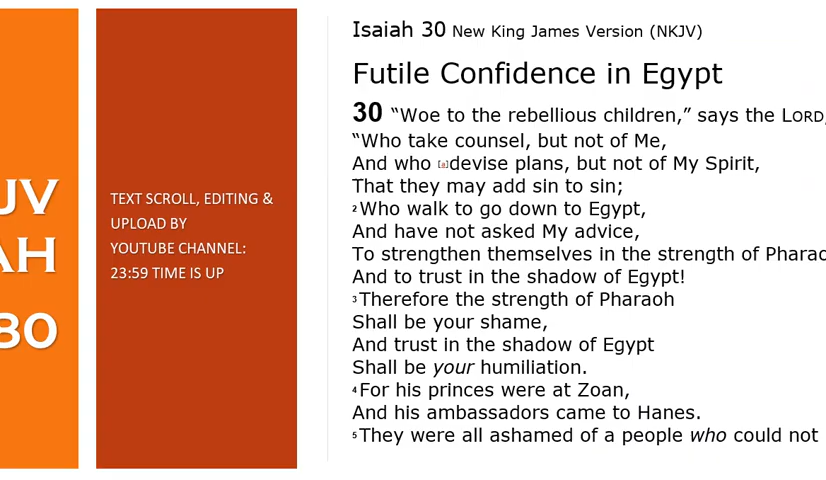 JV
AH
30
TEXT SCROLL, EDITING &
UPLOAD BY
YOUTUBE CHANNEL:
23:59 TIME IS UP
Isaiah 30 New King James Version (NKJV)
Futile Confidence in Egypt
30 “Woe to the rebellious children,” says the LORD,
“Who take counsel, but not of Me,
And who [a]devise plans, but not of My Spirit,
That they may add sin to sin;
2 Who walk to go down to Egypt,
And have not asked My advice,
To strengthen themselves in the strength of Pharao
And to trust in the shadow of Egypt!
3 Therefore the strength of Pharaoh
Shall be your shame,
And trust in the shadow of Egypt
Shall be your humiliation.
4 For his princes were at Zoan,
And his ambassadors came to Hanes.
5 They were all ashamed of a people who could not